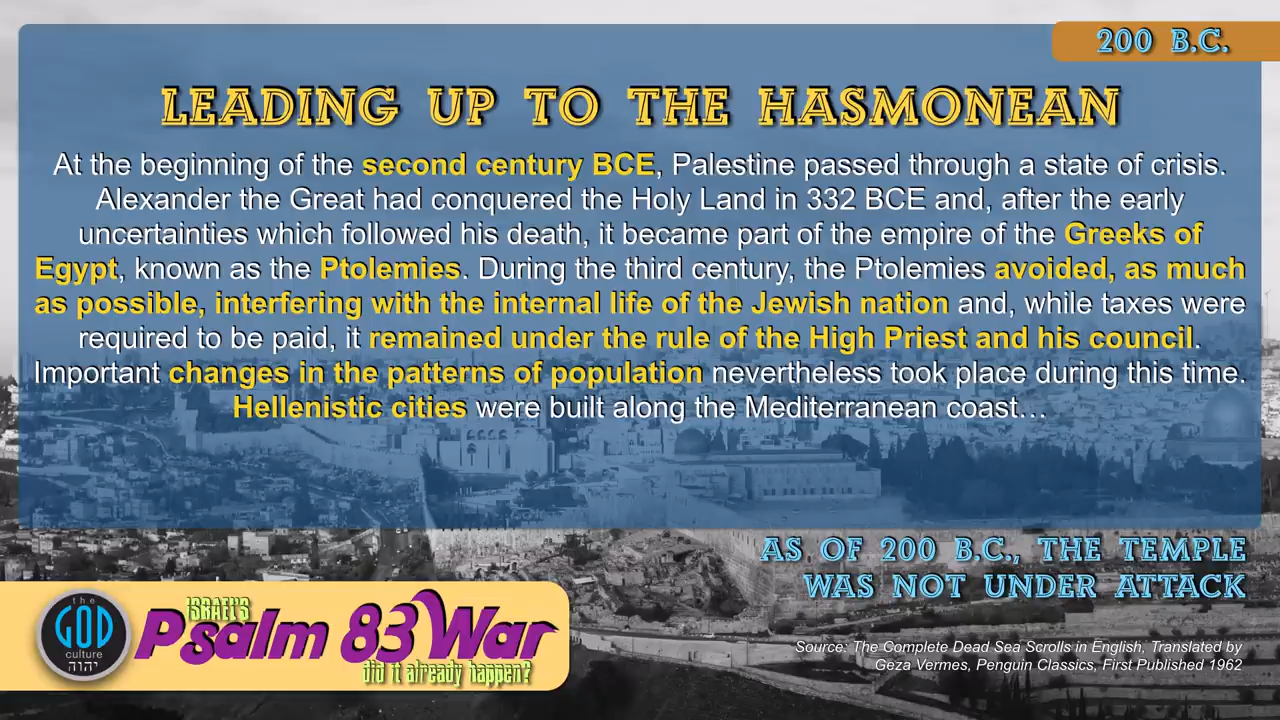 200 B.C.
LEADING UP TO THE HASMONEAN
At the beginning of the second century BCE, Palestine passed through a state of crisis.
Alexander the Great had conquered the Holy Land in 332 BCE and, after the early
uncertainties which followed his death, it became part of the empire of the Greeks of
Egypt, known as the Ptolemies. During the third century, the Ptolemies avoided, as much
as possible, interfering with the internal life of the Jewish nation and, while taxes were
required to be paid, it remained under the rule of the High Priest and his council.
Important changes in the patterns of population nevertheless took place during this time.
Hellenistic cities were built along the Mediterranean coast…
AS OF 200 B.C., THE TEMPLE
WAS NOT UNDER ATTACK
the
GOD
culture
יהוה
ISRAEL'S
Psalm 83 War
did it already happen?
Source: The Complete Dead Sea Scrolls in English, Translated by
Geza Vermes, Penguin Classics, First Published 1962